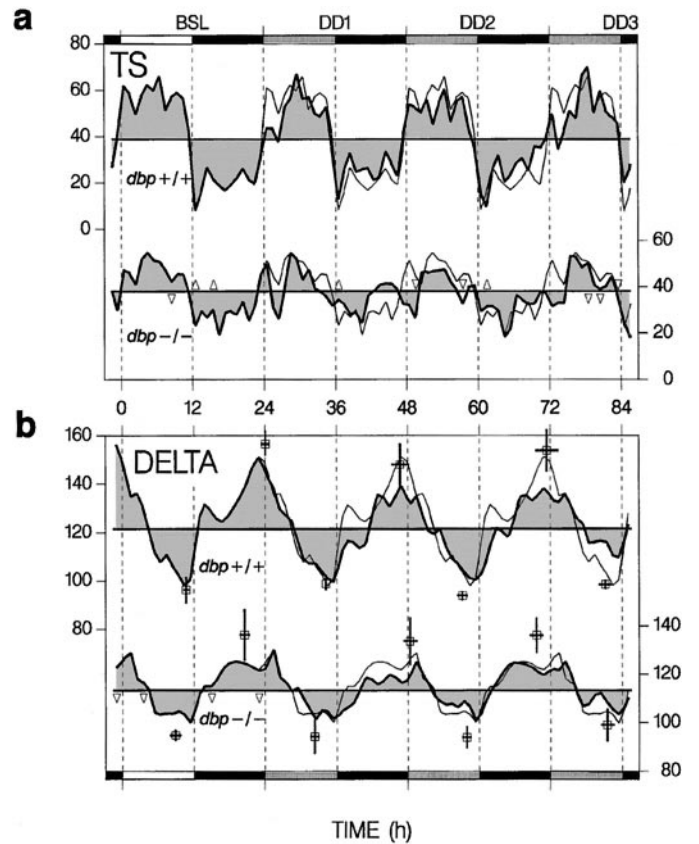 a
BSL DD1 DD2 DD3
80
TS
60
40
20
dbp+/+
0
60
40
20
dbp-/-
0
0 12 24 36 48 60 72 84
b
160
DELTA
140
120
dbp+/+
100
80
140
120
dbp-/-
100
80
TIME (h)